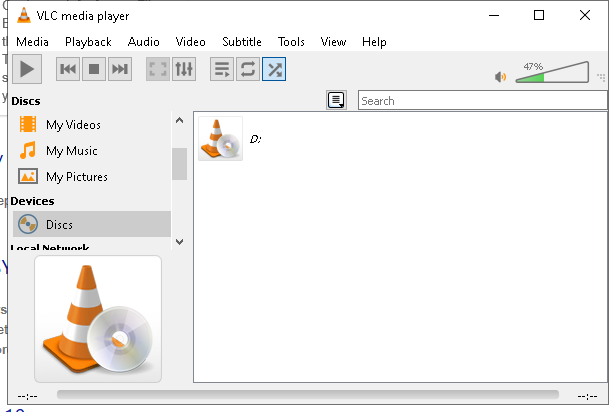 VLC media player
Media Playback Audio Video Subtitle Tools View Help
47%
Discs
Search
My Videos
My Music
My Pictures
Devices
Discs
Local Network
D:
--:--
--:--